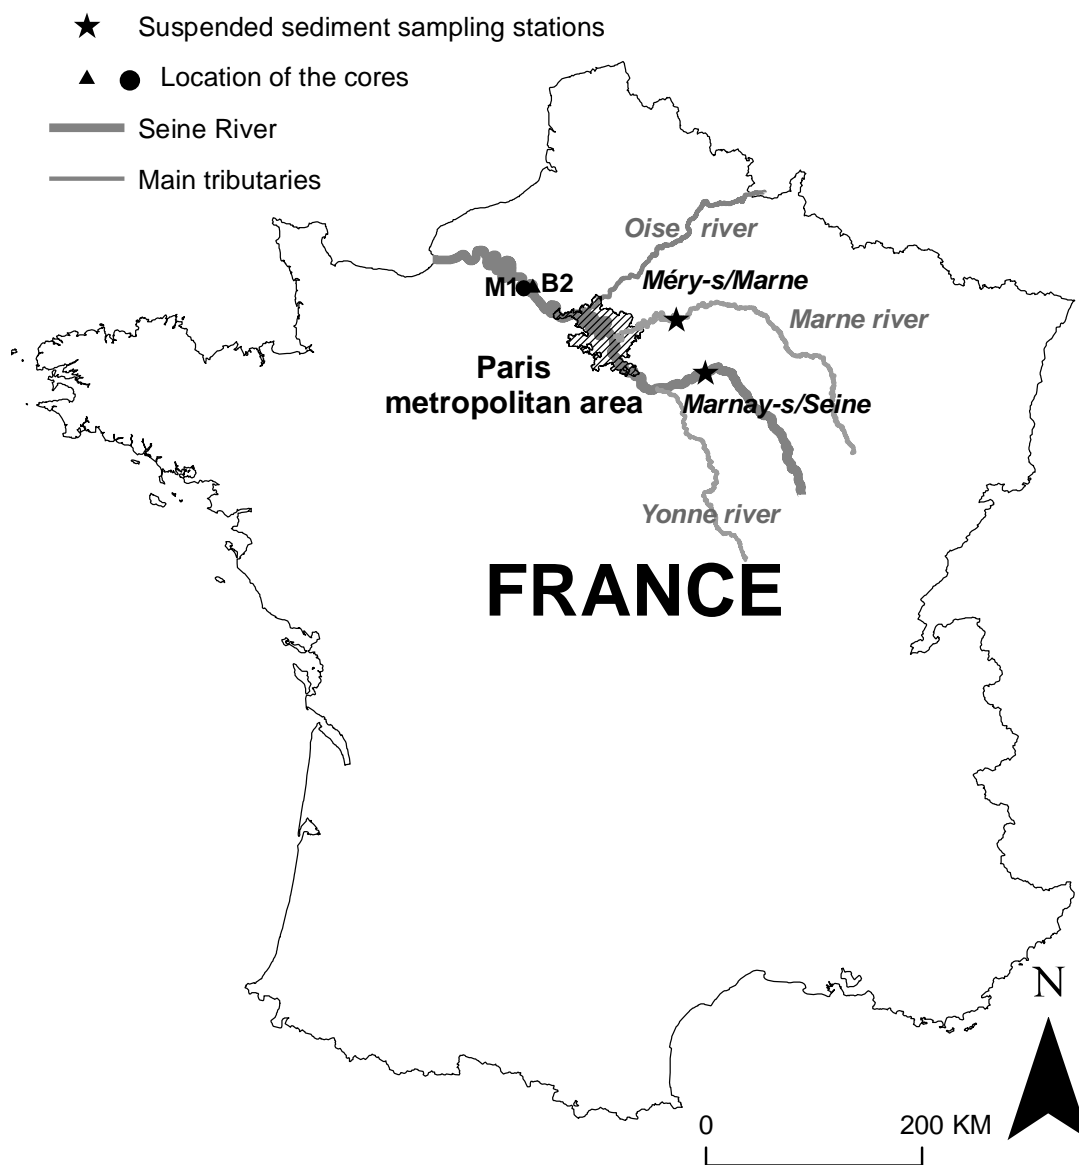 Suspended sediment sampling stations
Location of the cores
Seine River
Main tributaries
Oise river
Méry-s/Marne
M1
B2
Marne river
Paris
metropolitan area
Marnay-s/Seine
Yonne river
FRANCE
N
0
200 KM